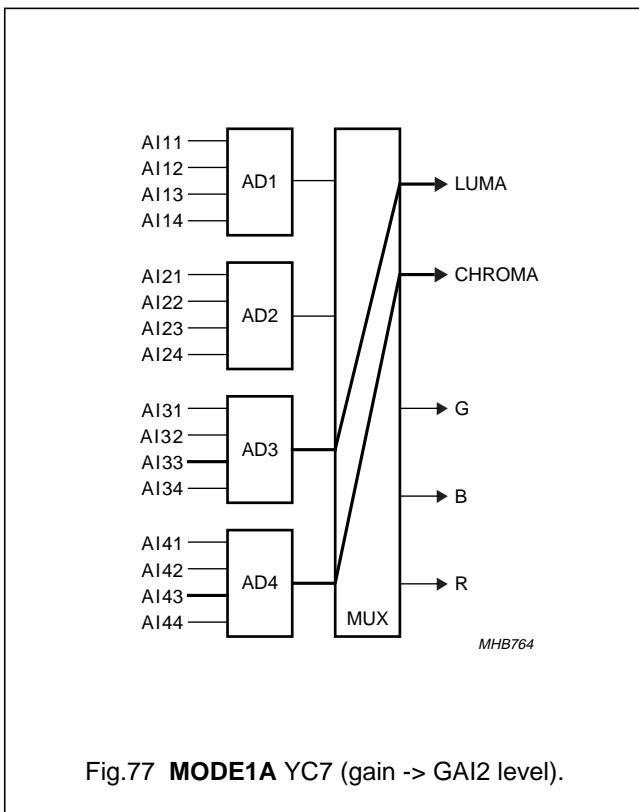 AI11
AI12
AI13
AI14
AD1
LUMA
AI21
AI22
AI23
AI24
AD2
CHROMA
AI31
AI32
AI33
AI34
AD3
G
B
AI41
AI42
AI43
AI44
AD4
R
MUX
MHB764
Fig.77 MODE1A YC7 (gain -> GAI2 level).